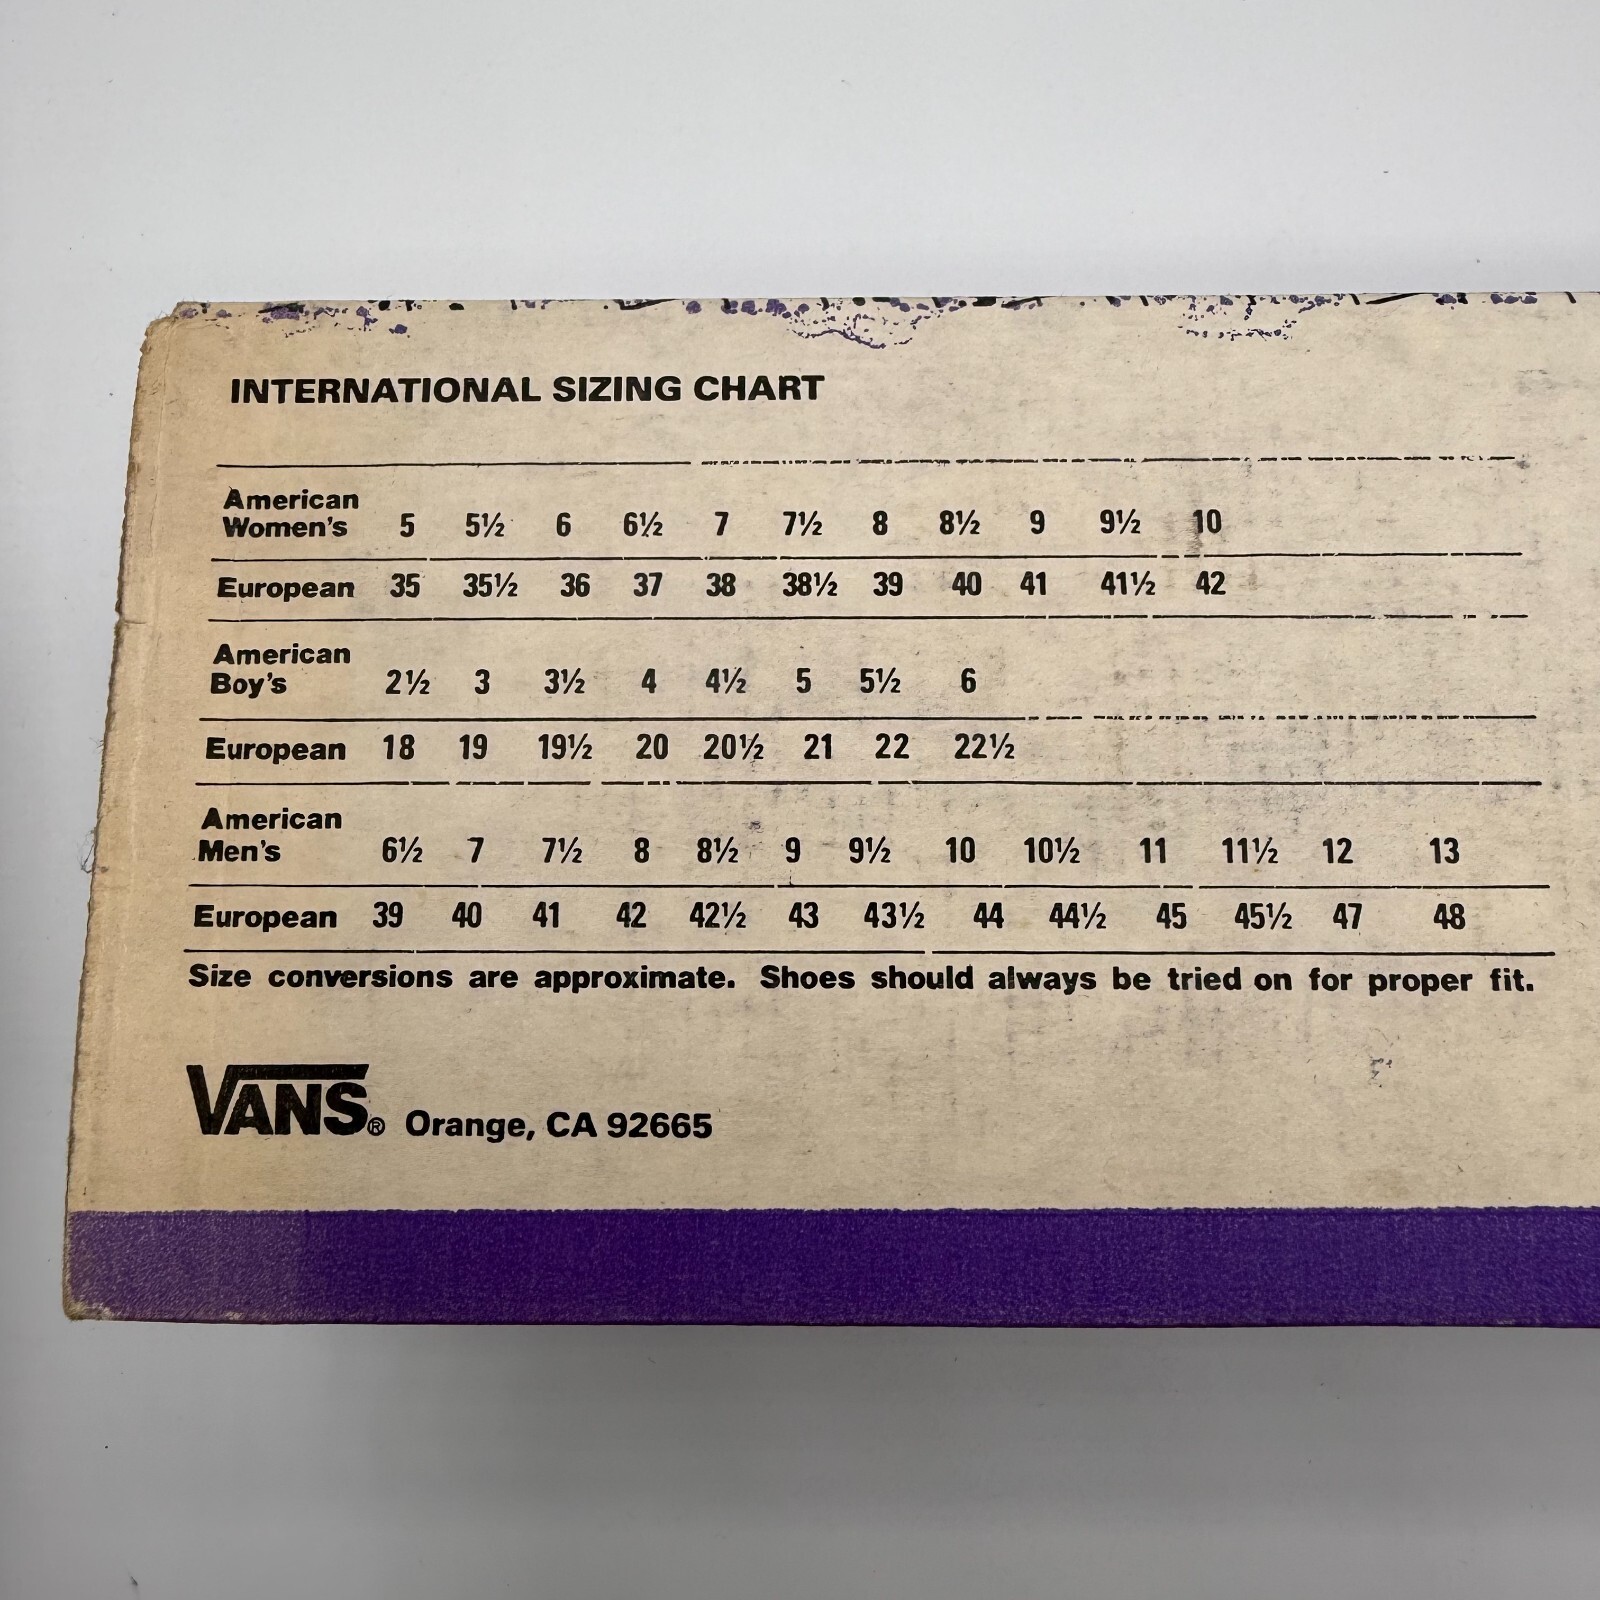 INTERNATIONAL SIZING CHART
American
Women's 5 5½ 6 6½ 7 7½ 8 8½ 9 9½ 10
European 35 35½ 36 37 38 38½ 39 40 41 41½ 42
American
Boy's 2½ 3 3½ 4 4½ 5 5½ 6
European 18 19 19½ 20 20½ 21 22 22½
American
Men's 6½ 7 7½ 8 8½ 9 9½ 10 10½ 11 11½ 12 13
European 39 40 41 42 42½ 43 43½ 44 44½ 45 45½ 47 48
Size conversions are approximate. Shoes should always be tried on for proper fit.
VANS® Orange, CA 92665